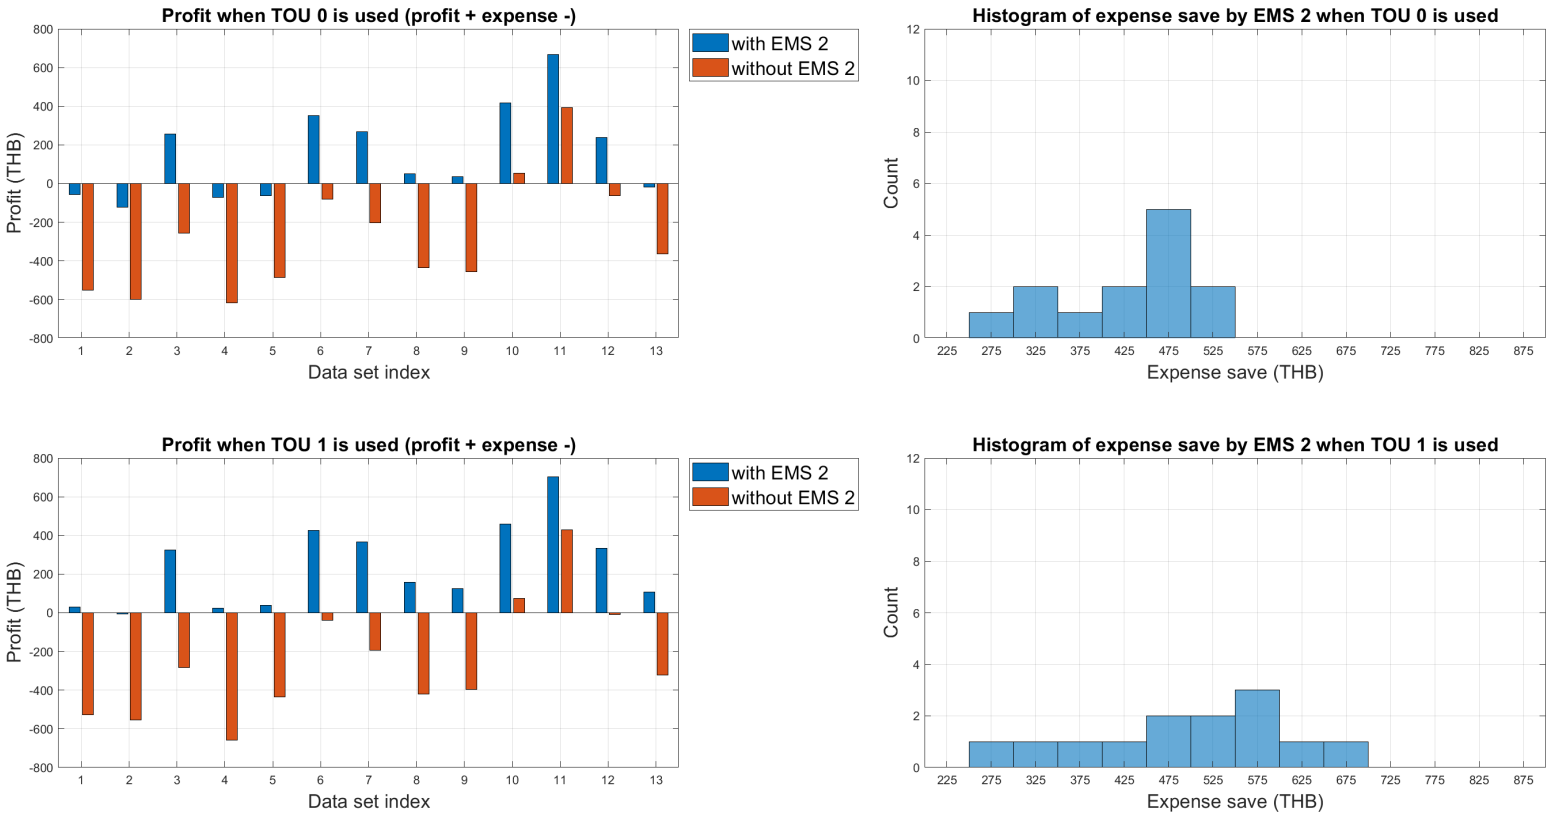 Profit when TOU 0 is used (profit + expense -)
800
600
400
200
0
-200
-400
-600
-800
Profit (THB)
1 2 3 4 5 6 7 8 9 10 11 12 13
Data set index
with EMS 2
without EMS 2
Histogram of expense save by EMS 2 when TOU 0 is used
12
10
8
6
4
2
0
Count
225 275 325 375 425 475 525 575 625 675 725 775 825 875
Expense save (THB)
Profit when TOU 1 is used (profit + expense -)
800
600
400
200
0
-200
-400
-600
-800
Profit (THB)
1 2 3 4 5 6 7 8 9 10 11 12 13
Data set index
with EMS 2
without EMS 2
Histogram of expense save by EMS 2 when TOU 1 is used
12
10
8
6
4
2
0
Count
225 275 325 375 425 475 525 575 625 675 725 775 825 875
Expense save (THB)